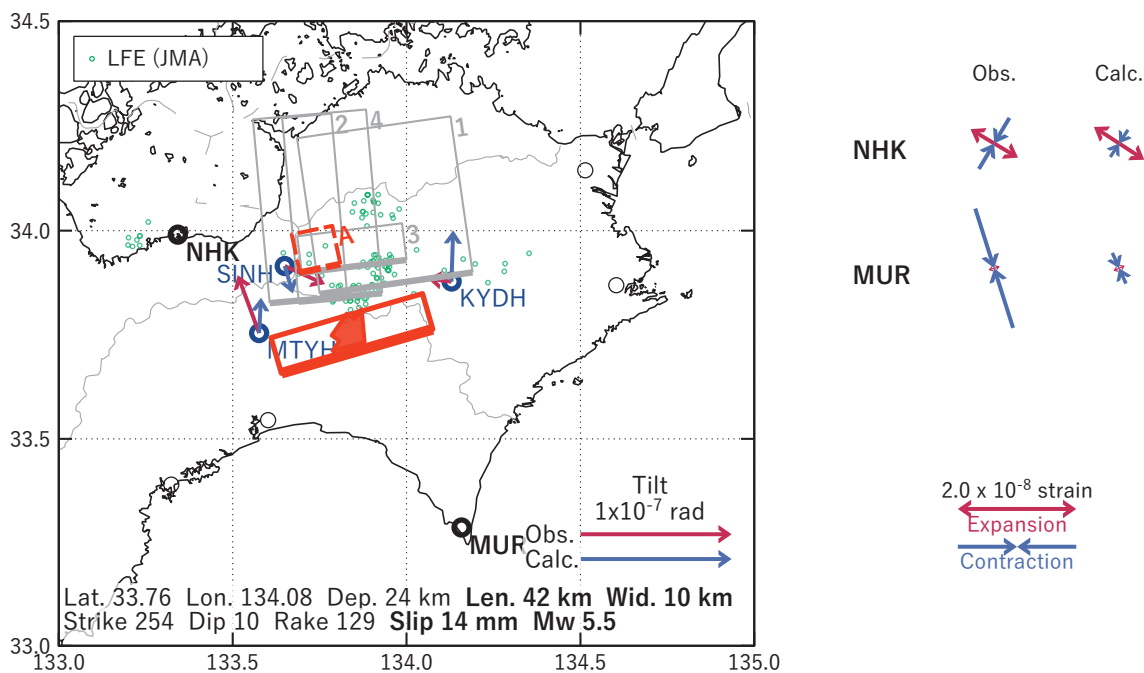 34.5
34.0
33.5
33.0
133.0
133.5
134.0
134.5
135.0
LFE (JMA)
2
4
1
A
3
NHK
SINH
KYDH
MTYH
MUR
Tilt
1x10-7 rad
Obs.
Calc.
Lat. 33.76 Lon. 134.08 Dep. 24 km Len. 42 km Wid. 10 km
Strike 254 Dip 10 Rake 129 Slip 14 mm Mw 5.5
Obs. Calc.
NHK
MUR
2.0 x 10-8 strain
Expansion
Contraction